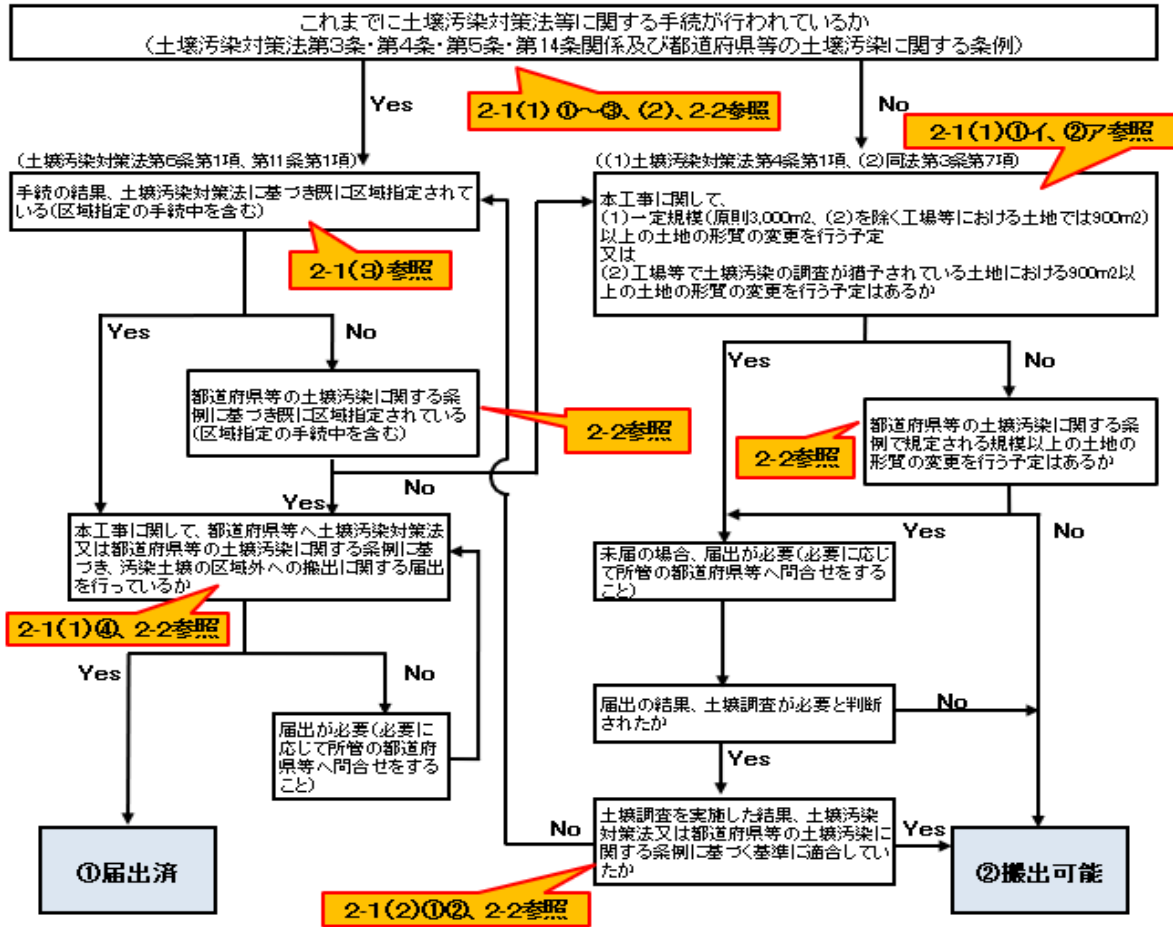 これまでに土壌汚染対策法等に関する手続が行われているか
(土壌汚染対策法第3条・第4条・第5条・第14条関係及び都道府県等の土壌汚染に関する条例)
Yes
No
2-1(1)①～③、(2)、2-2参照
2-1(1)①イ、②ア参照
(土壌汚染対策法第6条第1項、第11条第1項)
手続の結果、土壌汚染対策法に基づき既に区域指定されて
いる(区域指定の手続中を含む)
2-1(3)参照
((1)土壌汚染対策法第4条第1項、(2)同法第3条第7項)
本工事に関して、
(1)一定規模(原則3,000m2、(2)を除く工場等における土地では900m2)
以上の土地の形質の変更を行う予定
又は
(2)工場等で土壌汚染の調査が猶予されている土地における900m2以
上の土地の形質の変更を行う予定はあるか
Yes
No
都道府県等の土壌汚染に関する条
例に基づき既に区域指定されている
(区域指定の手続中を含む)
2-2参照
Yes
No
Yes
No
都道府県等の土壌汚染に関する条
例で規定される規模以上の土地の
形質の変更を行う予定はあるか
2-2参照
Yes
No
本工事に関して、都道府県等へ土壌汚染対策法
又は都道府県等の土壌汚染に関する条例に基
づき、汚染土壌の区域外への搬出に関する届出
を行っているか
2-1(1)④、2-2参照
未届の場合、届出が必要(必要に応じ
て所管の都道府県等へ問合せをする
こと)
Yes
No
届出が必要(必要に
応じて所管の都道府
県等へ問合せをする
こと)
届出の結果、土壌調査が必要と判断
されたか
No
Yes
土壌調査を実施した結果、土壌汚染
対策法又は都道府県等の土壌汚染に
関する条例に基づく基準に適合してい
たか
No
Yes
2-1(2)①②、2-2参照
①届出済
②搬出可能